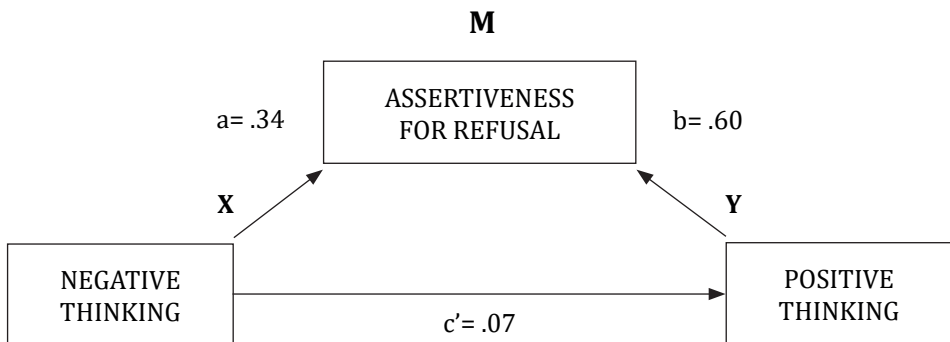 M
ASSERTIVENESS
FOR REFUSAL
a= .34
b= .60
X
Y
NEGATIVE
THINKING
POSITIVE
THINKING
c’= .07